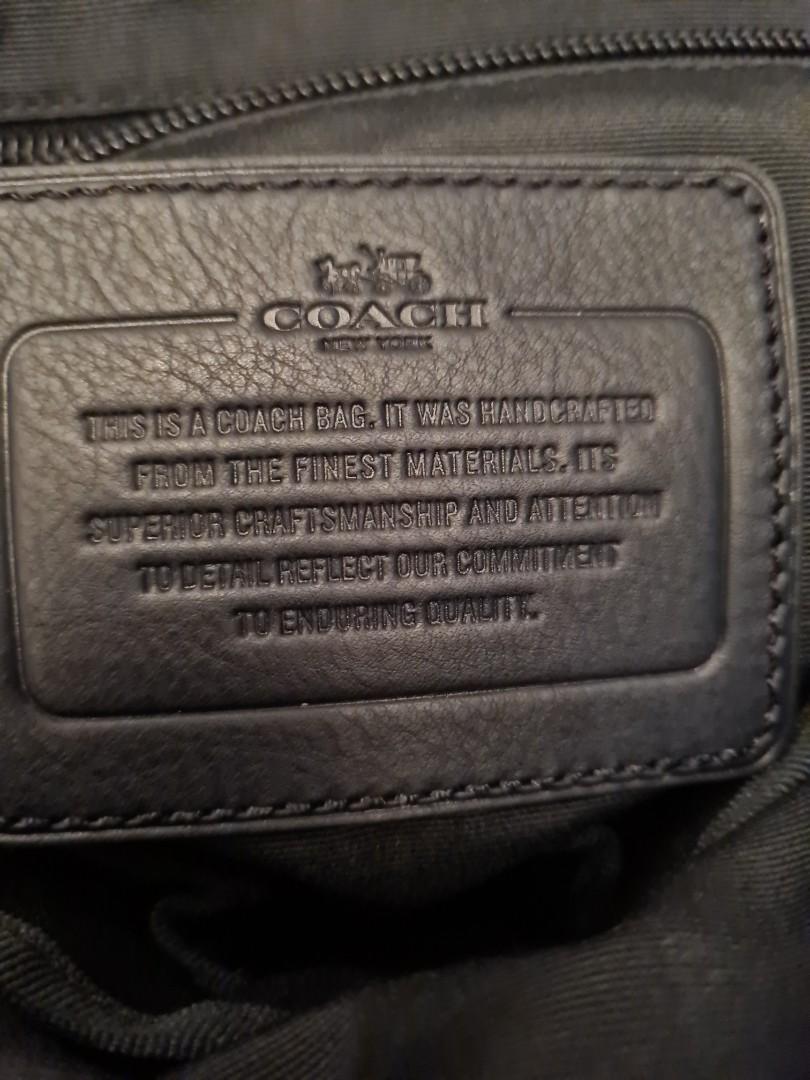 COACH
NEW YORK
THIS IS A COACH BAG. IT WAS HANDCRAFTED
FROM THE FINEST MATERIALS. ITS
SUPERIOR CRAFTSMANSHIP AND ATTENTION
TO DETAIL REFLECT OUR COMMITMENT
TO ENDURING QUALITY.